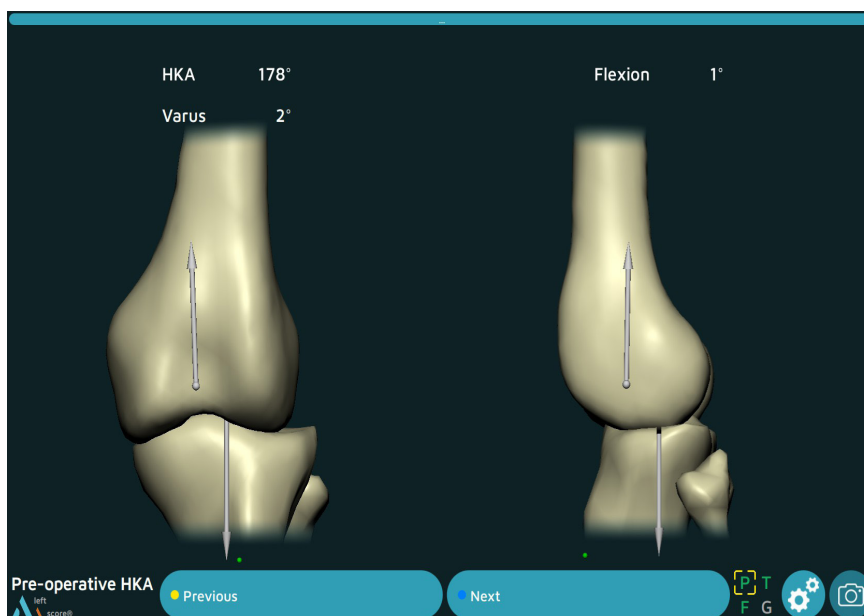 HKA 178°
Varus 2°
Flexion 1°
Pre-operative HKA
left
score®
Previous
Next
P T
F G